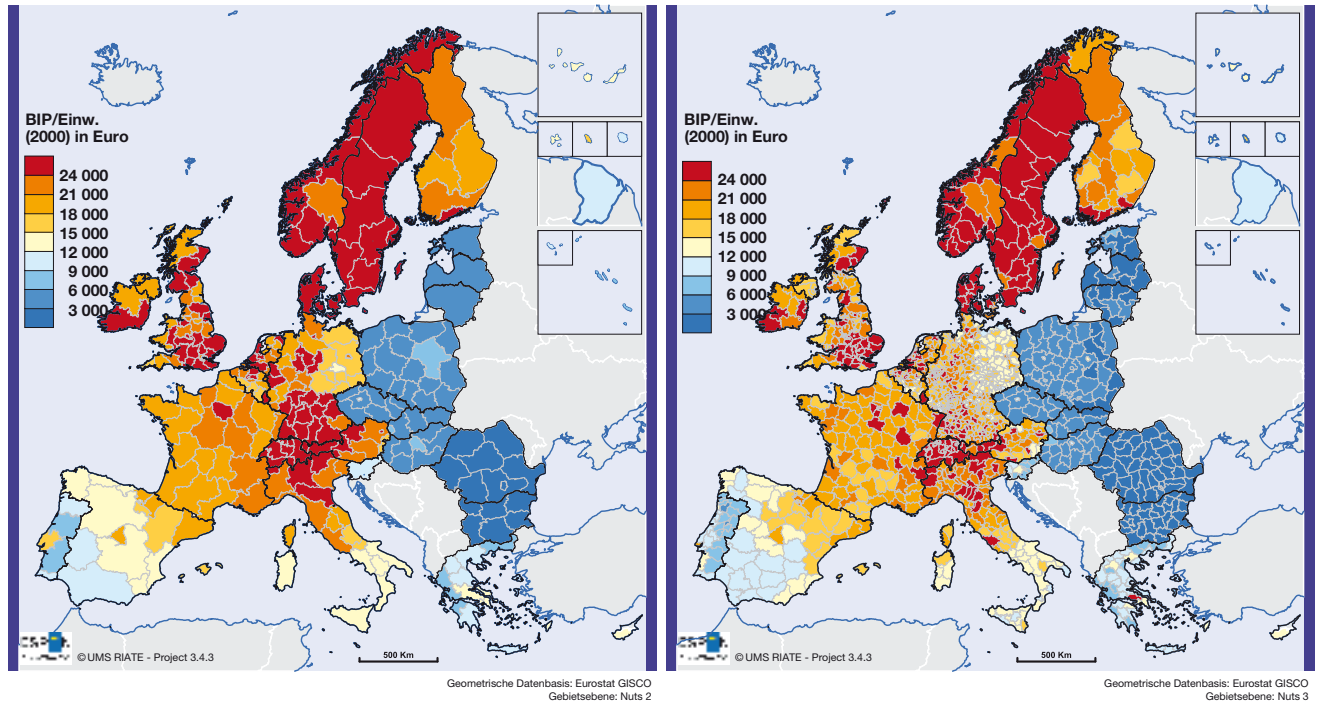 BIP/Einw.
(2000) in Euro
24 000
21 000
18 000
15 000
12 000
9 000
6 000
3 000
500 Km
©UMS RIATE - Project 3.4.3
Geometrische Datenbasis: Eurostat GISCO
Gebietsebene: Nuts 2
BIP/Einw.
(2000) in Euro
24 000
21 000
18 000
15 000
12 000
9 000
6 000
3 000
500 Km
©UMS RIATE - Project 3.4.3
Geometrische Datenbasis: Eurostat GISCO
Gebietsebene: Nuts 3